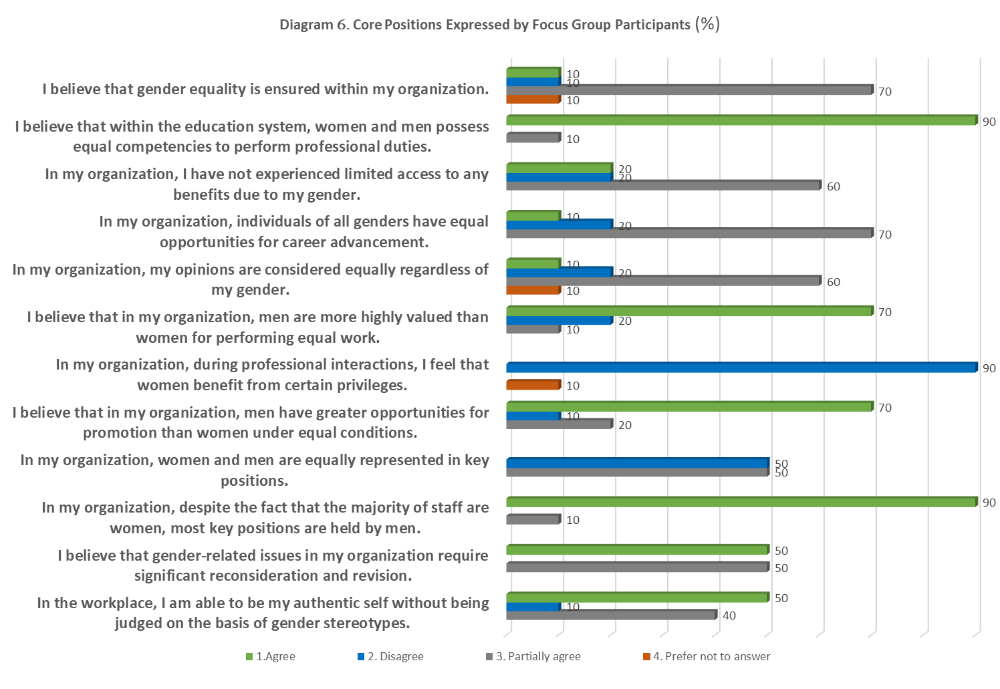 Diagram 6. Core Positions Expressed by Focus Group Participants (%)
I believe that gender equality is ensured within my organization.
10
10
70
10
I believe that within the education system, women and men possess
equal competencies to perform professional duties.
90
10
In my organization, I have not experienced limited access to any
benefits due to my gender.
20
20
60
In my organization, individuals of all genders have equal
opportunities for career advancement.
10
20
70
In my organization, my opinions are considered equally regardless of
my gender.
10
20
60
10
I believe that in my organization, men are more highly valued than
women for performing equal work.
70
20
10
In my organization, during professional interactions, I feel that
women benefit from certain privileges.
90
10
I believe that in my organization, men have greater opportunities for
promotion than women under equal conditions.
70
10
20
In my organization, women and men are equally represented in key
positions.
50
50
In my organization, despite the fact that the majority of staff are
women, most key positions are held by men.
90
10
I believe that gender-related issues in my organization require
significant reconsideration and revision.
50
50
In the workplace, I am able to be my authentic self without being
judged on the basis of gender stereotypes.
50
10
40
1.Agree
2. Disagree
3. Partially agree
4. Prefer not to answer